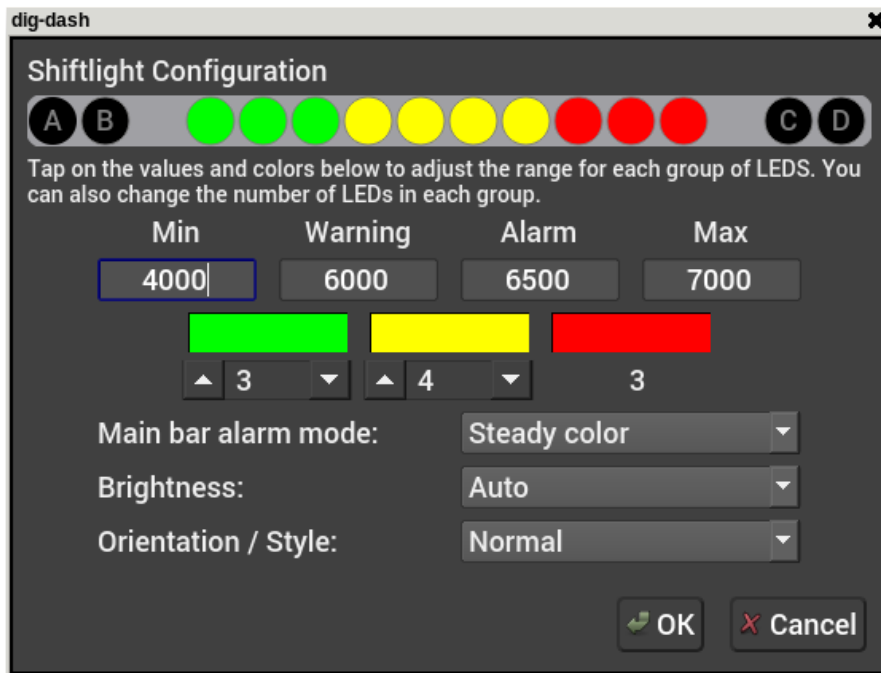 dig-dash
Shiftlight Configuration
A B C D
Tap on the values and colors below to adjust the range for each group of LEDS. You
can also change the number of LEDs in each group.
Min Warning Alarm Max
4000 6000 6500 7000
3 4 3
Main bar alarm mode: Steady color
Brightness: Auto
Orientation / Style: Normal
OK Cancel